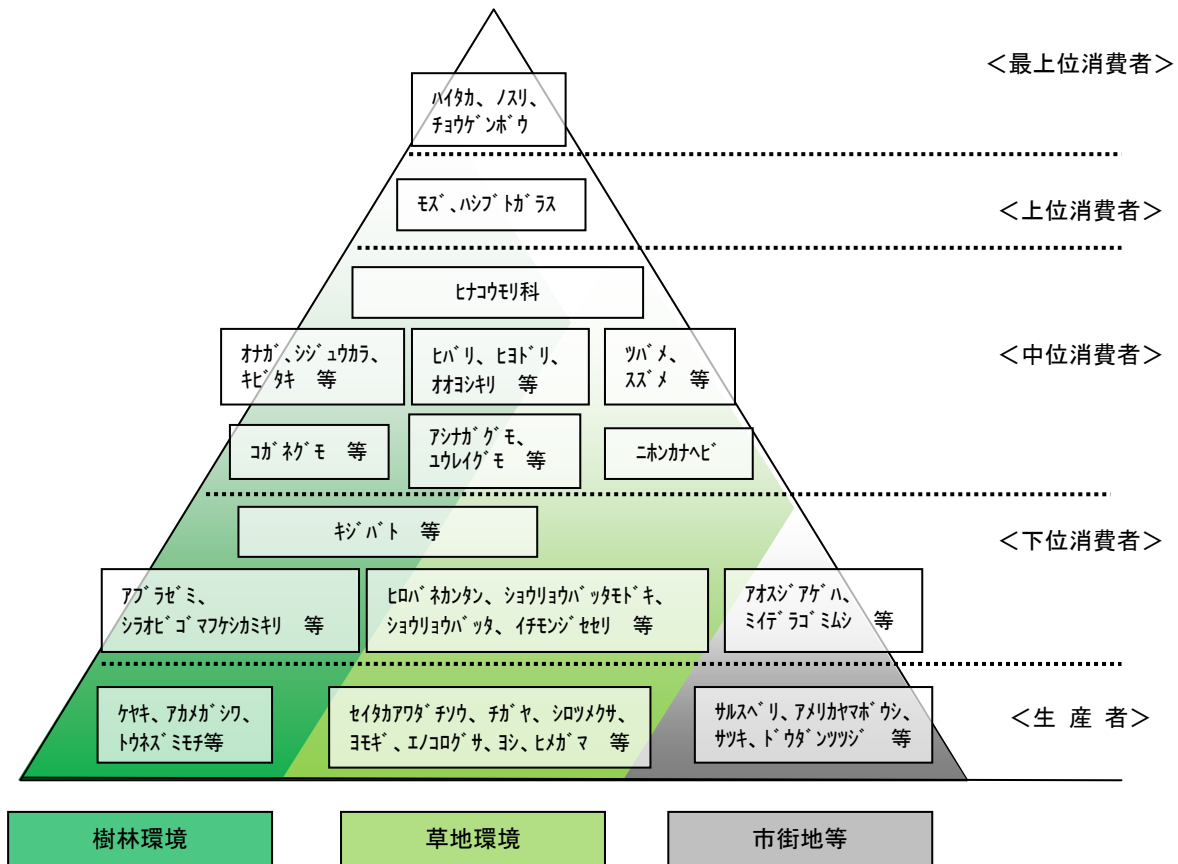 ＜最上位消費者＞
ﾊｲﾀｶ、ﾉｽﾘ、
ﾁｮｳｹﾞﾝﾎﾞｳ
＜上位消費者＞
ﾓｽﾞ、ﾊｼﾌﾞﾄｶﾞﾗｽ
ﾋﾅｺｳﾓﾘ科
＜中位消費者＞
ｵﾅｶﾞ、ｼｼﾞｭｳｶﾗ、
ｷﾋﾞﾀｷ　等
ﾋﾊﾞﾘ、ﾋﾖﾄﾞﾘ、
ｵｵﾖｼｷﾘ　等
ﾂﾊﾞﾒ、
ｽｽﾞﾒ　等
ｺｶﾞﾈｸﾞﾓ　等
ｱｼﾅｶﾞｸﾞﾓ、
ﾕｳﾚｲｸﾞﾓ　等
ﾆﾎﾝｶﾅﾍﾋﾞ
＜下位消費者＞
ｷｼﾞﾊﾞﾄ　等
ｱﾌﾞﾗｾﾞﾐ、
ｼﾗｵﾋﾞｺﾞﾏﾌｹｼｶﾐｷﾘ　等
ﾋﾛﾊﾞﾈｶﾝﾀﾝ、ｼｮｳﾘｮｳﾊﾞｯﾀﾓﾄﾞｷ、
ｼｮｳﾘｮｳﾊﾞｯﾀ、ｲﾁﾓﾝｼﾞｾｾﾘ　等
ｱｵｽｼﾞｱｹﾞﾊ、
ﾐｲﾃﾞﾗｺﾞﾐﾑｼ　等
＜生 産 者＞
ｹﾔｷ、ｱｶﾒｶﾞｼﾜ、
ﾄｳﾈｽﾞﾐﾓﾁ等
ｾｲﾀｶｱﾜﾀﾞﾁｿｳ、ﾁｶﾞﾔ、ｼﾛﾂﾒｸｻ、
ﾖﾓｷﾞ、ｴﾉｺﾛｸﾞｻ、ﾖｼ、ﾋﾒｶﾞﾏ　等
ｻﾙｽﾍﾞﾘ、ｱﾒﾘｶﾔﾏﾎﾞｳｼ、
ｻﾂｷ、ﾄﾞｳﾀﾞﾝﾂﾂｼﾞ　等
樹林環境
草地環境
市街地等